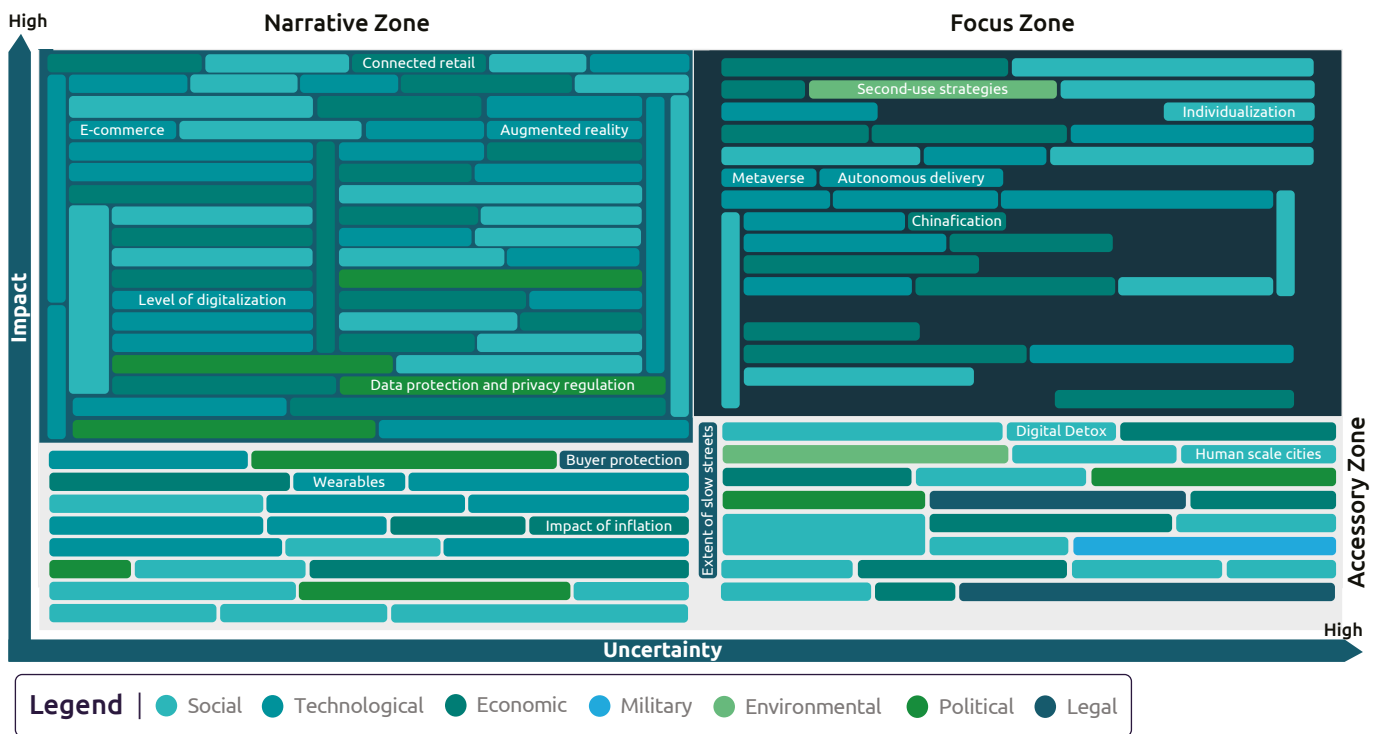 High
Narrative Zone
Focus Zone
Connected retail
Second-use strategies
Individualization
E-commerce
Augmented reality
Metaverse
Autonomous delivery
Chinafication
Level of digitalization
Impact
Data protection and privacy regulation
Extent of slow streets
Digital Detox
Accessory Zone
Buyer protection
Human scale cities
Wearables
Impact of inflation
High
Uncertainty
Legend
Social
Technological
Economic
Military
Environmental
Political
Legal